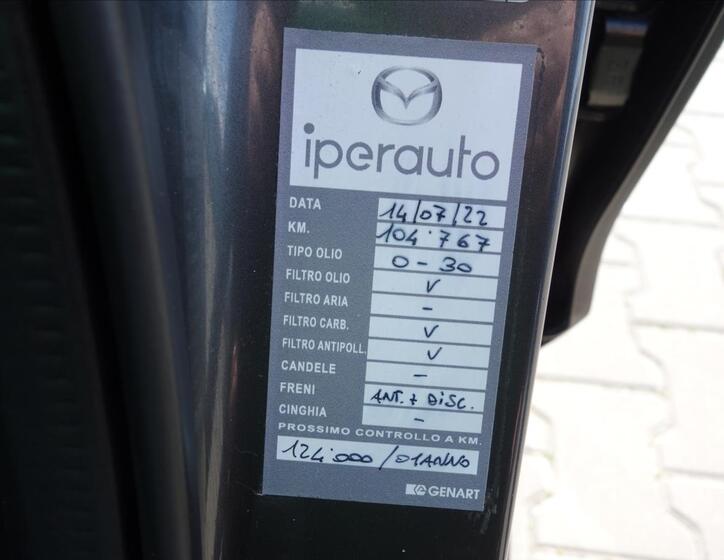 iperauto
DATA 14/07/22
KM. 104.767
TIPO OLIO 0-30
FILTRO OLIO v
FILTRO ARIA -
FILTRO CARB. v
FILTRO ANTIPOLL. v
CANDELE -
FRENI ANT. + DISC.
CINGHIA -
PROSSIMO CONTROLLO A KM.
124.000 / 01ANNO
GENART